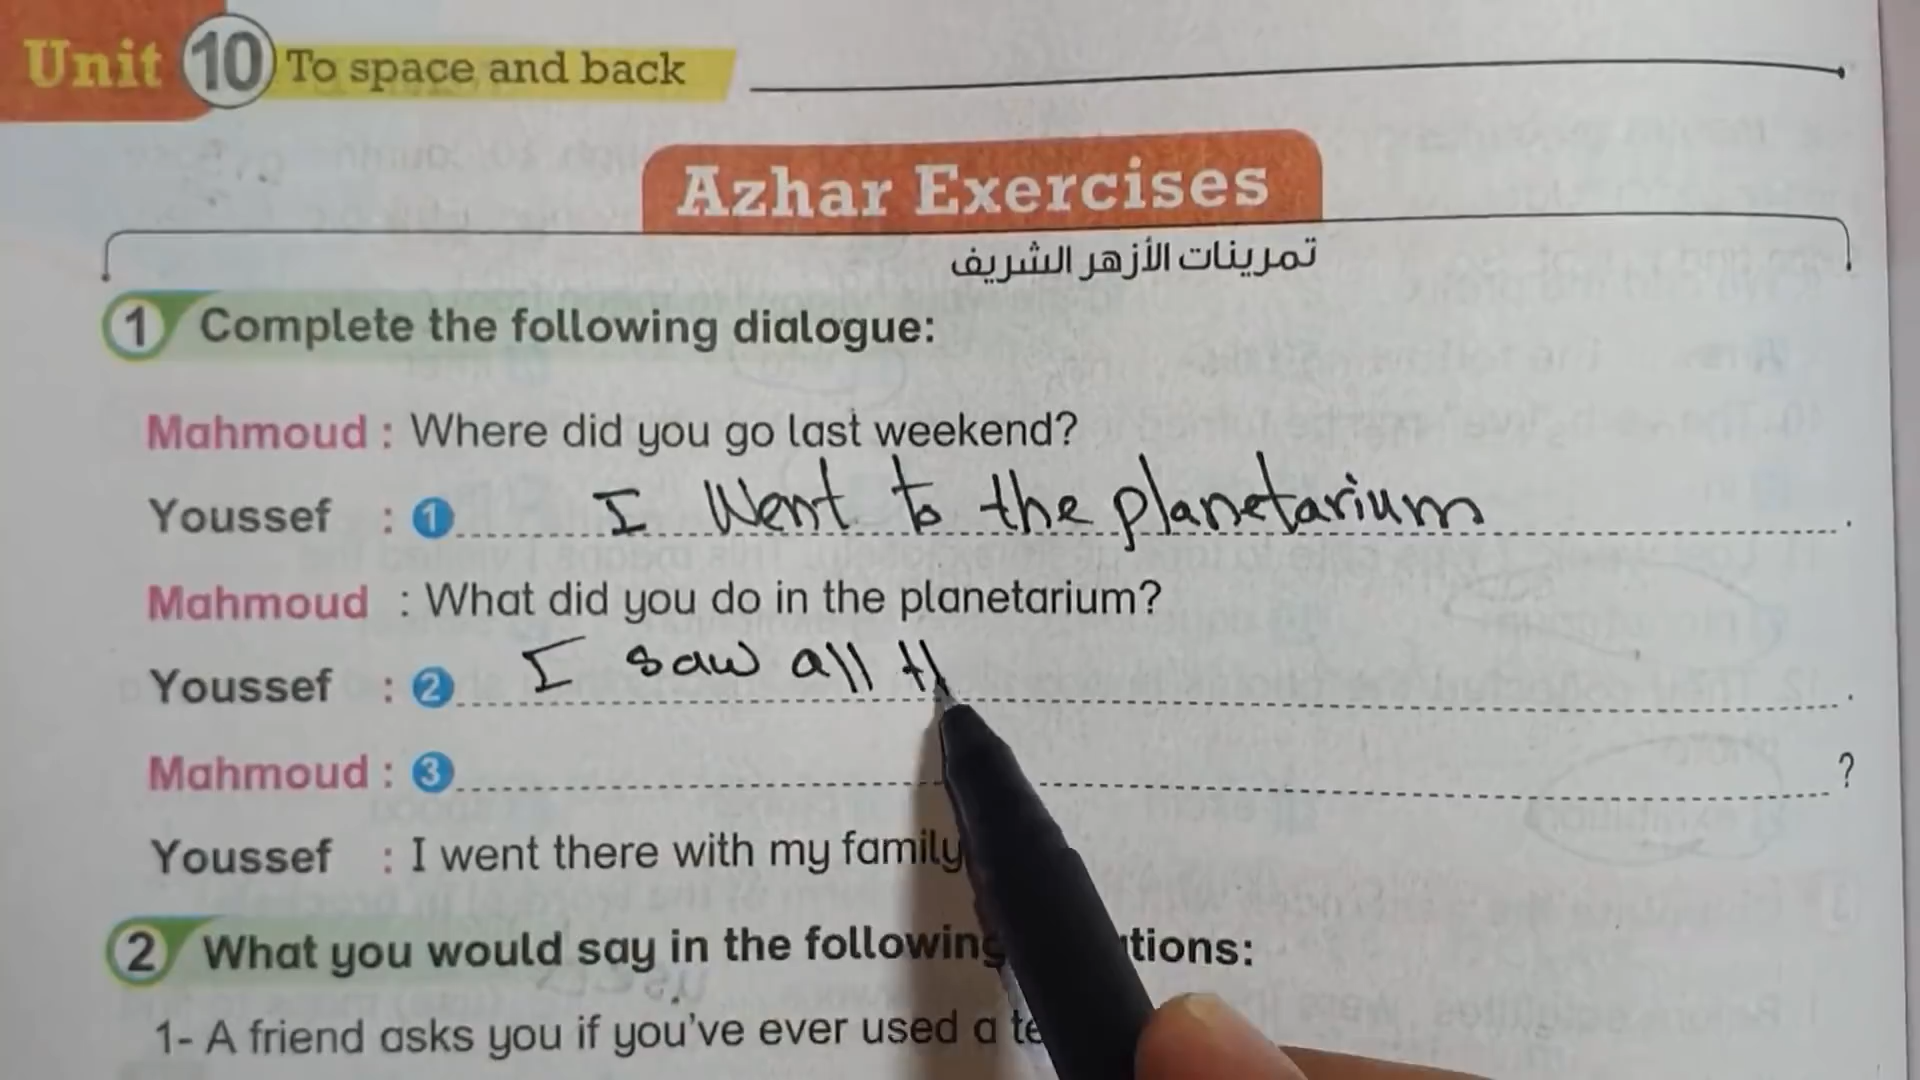 Unit 10 To space and back
Azhar Exercises
تمرينات الأزهر الشريف
1 Complete the following dialogue:
Mahmoud : Where did you go last weekend?
Youssef : 1 I Went to the planetarium.
Mahmoud : What did you do in the planetarium?
Youssef : 2 I saw all .
Mahmoud : 3 ?
Youssef : I went there with my family
2 What you would say in the following
1- A friend asks you if you've ever used a